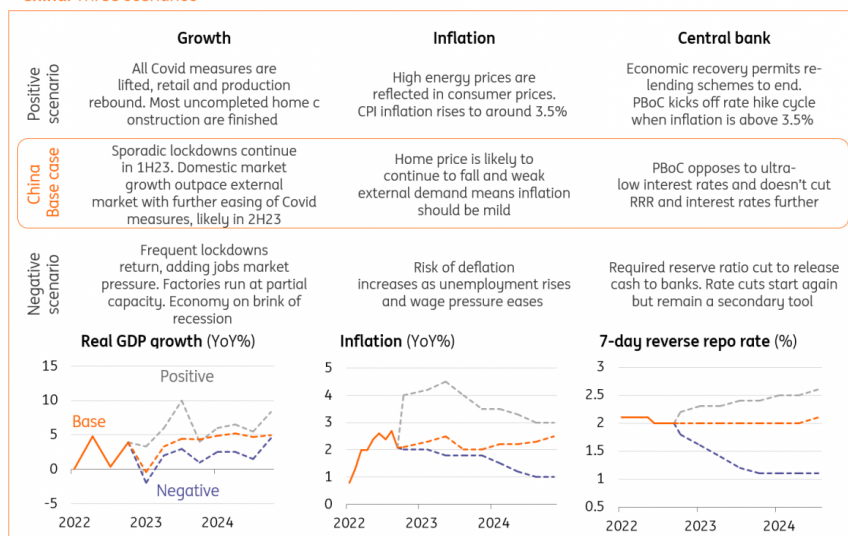 China: Three scenarios
Growth
Inflation
Central bank
Positive
scenario
All Covid measures are
lifted, retail and production
rebound. Most uncompleted home c
onstruction are finished
High energy prices are
reflected in consumer prices.
CPI inflation rises to around 3.5%
Economic recovery permits re-
lending schemes to end.
PBoC kicks off rate hike cycle
when inflation is above 3.5%
China
Base case
Sporadic lockdowns continue
in 1H23. Domestic market
growth outpace external
market with further easing of Covid
measures, likely in 2H23
Home price is likely to
continue to fall and weak
external demand means inflation
should be mild
PBoC opposes to ultra-
low interest rates and doesn't cut
RRR and interest rates further
Negative
scenario
Frequent lockdowns
return, adding jobs market
pressure. Factories run at partial
capacity. Economy on brink of
recession
Risk of deflation
increases as unemployment rises
and wage pressure eases
Required reserve ratio cut to release
cash to banks. Rate cuts start again
but remain a secondary tool
Real GDP growth (YoY%)
15
10
5
0
-5
Positive
Base
Negative
2022 2023 2024
Inflation (YoY%)
5
4
3
2
1
0
2022 2023 2024
7-day reverse repo rate (%)
3
2.5
2
1.5
1
0.5
2022 2023 2024